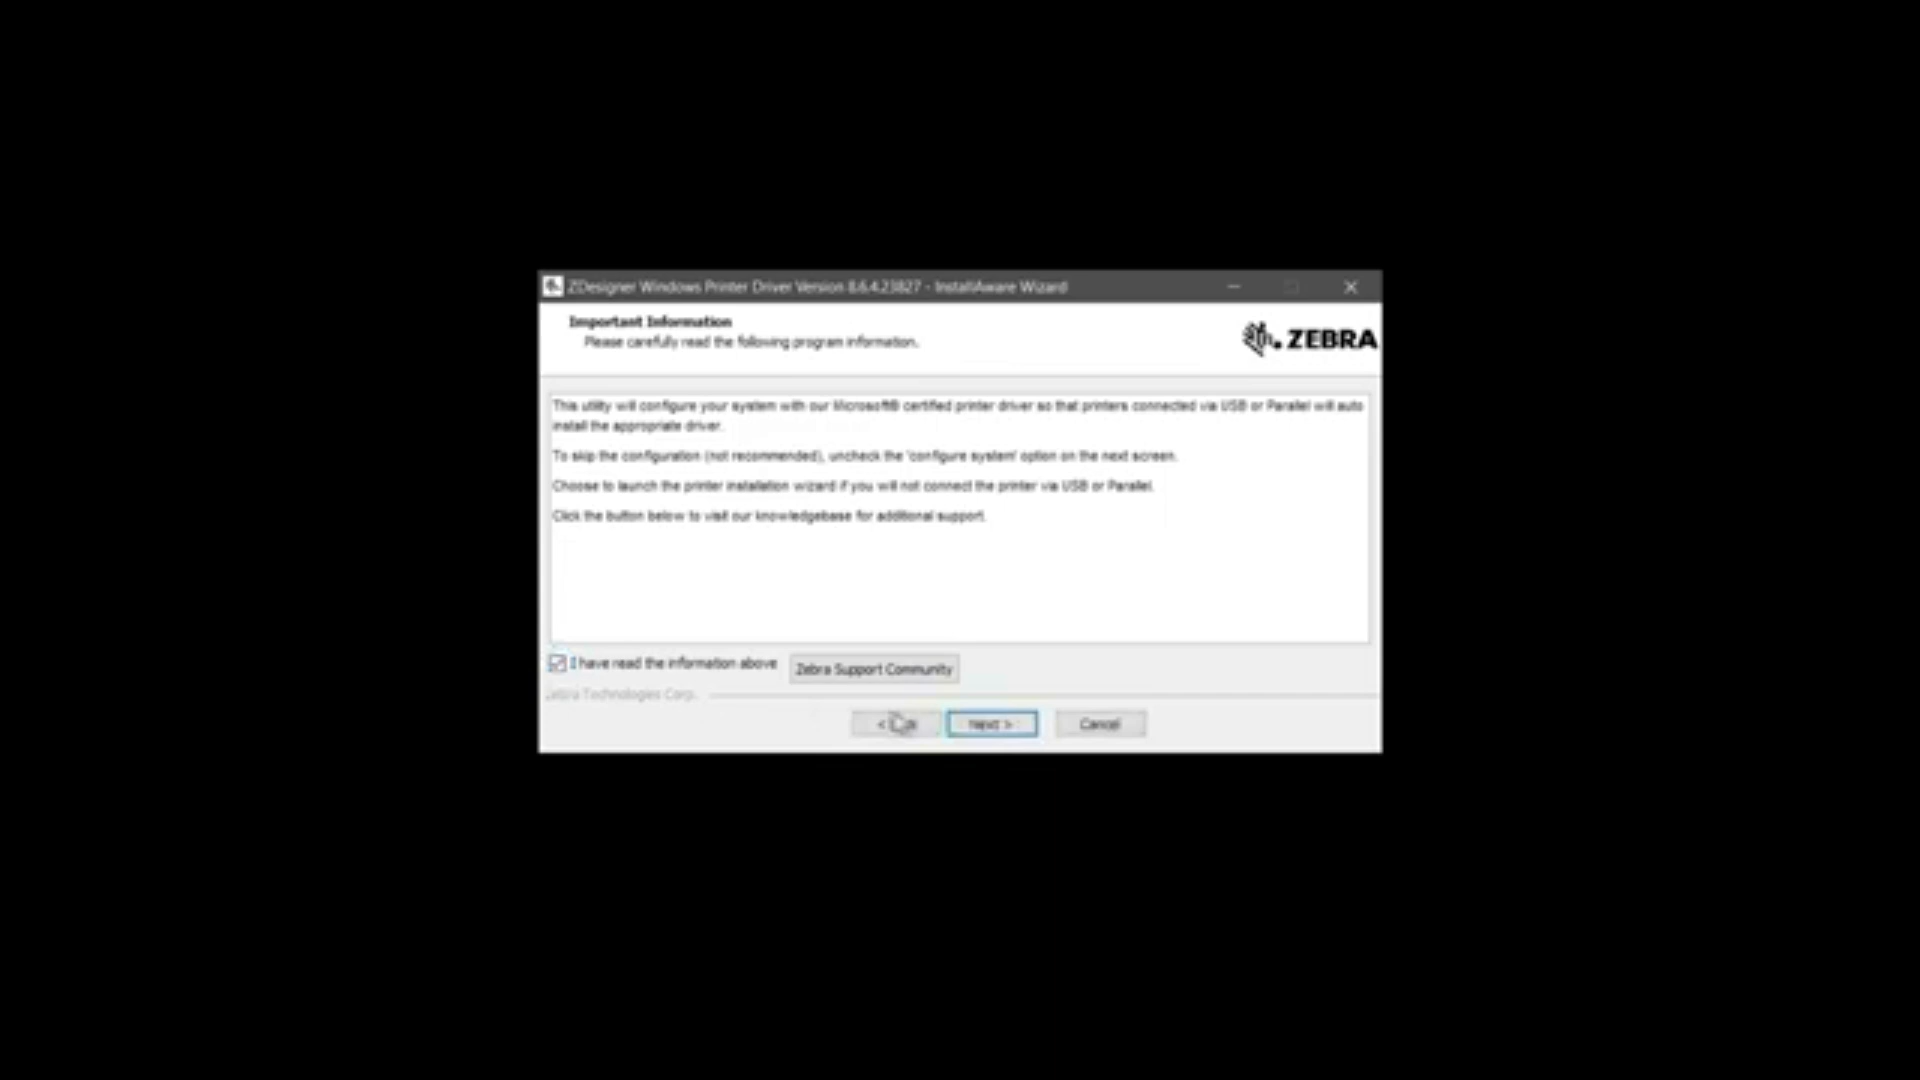 ZDesigner Windows Printer Driver Version 8.6.4.23827 - InstallAware Wizard
Important Information
Please carefully read the following program information.
ZEBRA
This utility will configure your system with our Microsoft® certified printer driver so that printers connected via USB or Parallel will auto
install the appropriate driver.
To skip the configuration (not recommended), uncheck the 'configure system' option on the next screen.
Choose to launch the printer installation wizard if you will not connect the printer via USB or Parallel.
Click the button below to visit our knowledgebase for additional support.
I have read the information above
Zebra Support Community
Zebra Technologies Corp.
< Next >
Cancel